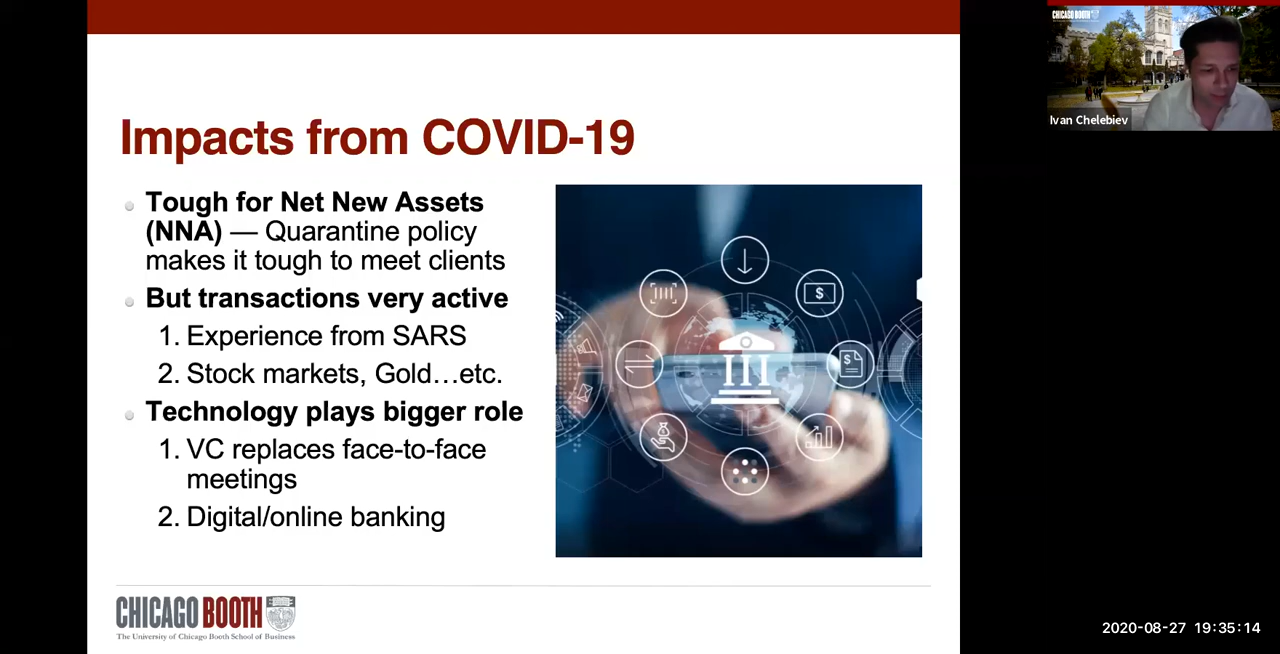 CHICAGO BOOTH
Ivan Chelebiev
Impacts from COVID-19
Tough for Net New Assets
(NNA) — Quarantine policy
makes it tough to meet clients
But transactions very active
1. Experience from SARS
2. Stock markets, Gold…etc.
Technology plays bigger role
1. VC replaces face-to-face
meetings
2. Digital/online banking
$
$
CHICAGO BOOTH
The University of Chicago Booth School of Business
2020-08-27 19:35:14